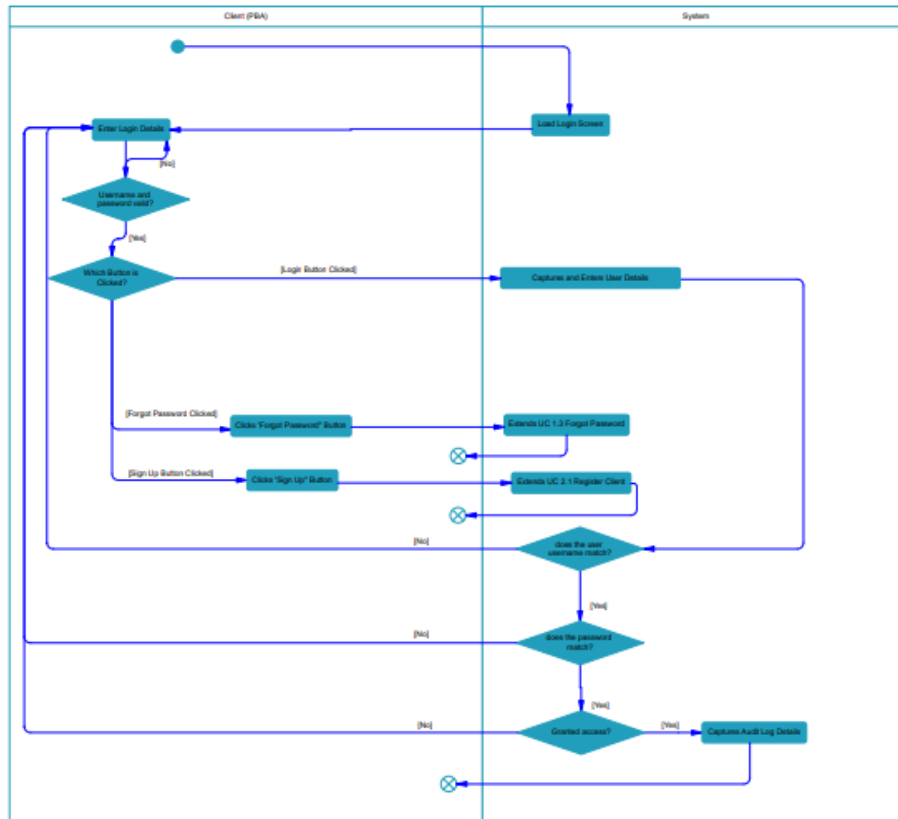 Client (PBA)
System
Enter Login Details
Load Login Screen
[No]
Username and
password valid?
[Yes]
Which Button is
Clicked?
[Login Button Clicked]
Captures and Enters User Details
[Forgot Password Clicked]
Clicks "Forgot Password" Button
Extends UC 1.3 Forgot Password
[Sign Up Button Clicked]
Clicks "Sign Up" Button
Extends UC 2.1 Register Client
[No]
does the user
username match?
[Yes]
[No]
does the password
match?
[Yes]
[No]
Granted access?
[Yes]
Captures Audit Log Details